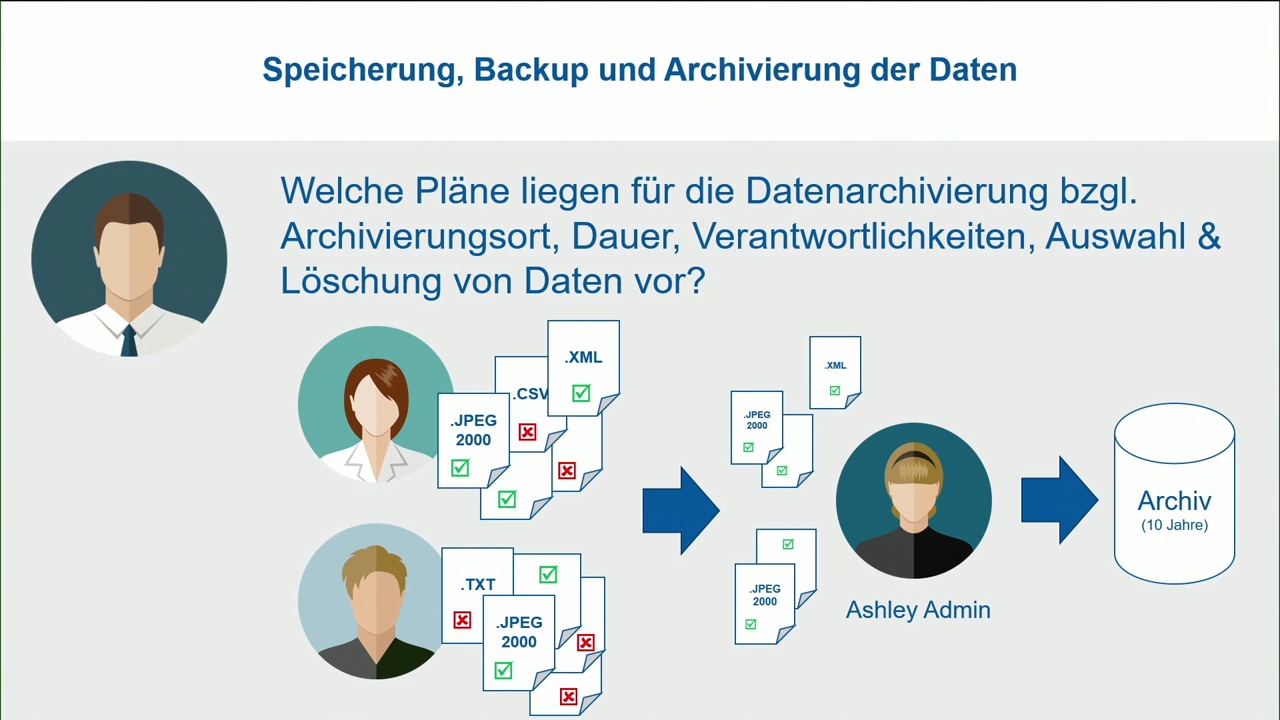 Speicherung, Backup und Archivierung der Daten
Welche Pläne liegen für die Datenarchivierung bzgl.
Archivierungsort, Dauer, Verantwortlichkeiten, Auswahl &
Löschung von Daten vor?
.XML
.CSV
.JPEG
2000
.TXT
.JPEG
2000
.XML
.JPEG
2000
.JPEG
2000
Ashley Admin
Archiv
(10 Jahre)